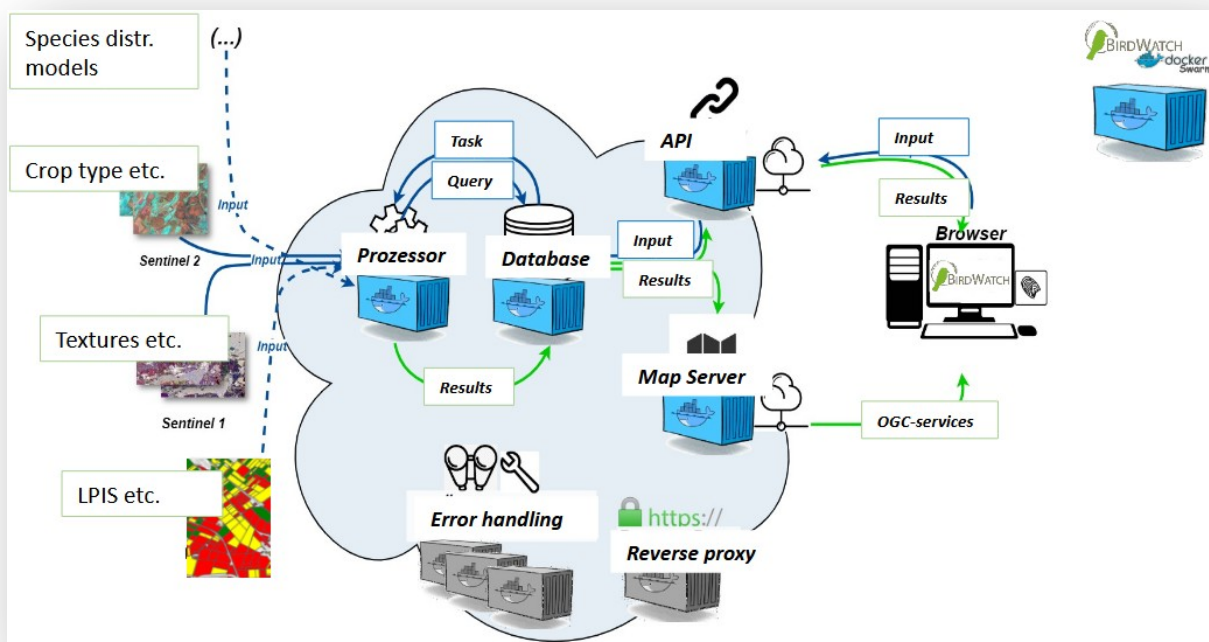 Species distr.
models
(...)
BIRDWATCH
docker
Swarm
Task
Query
API
Input
Results
Crop type etc.
Input
Sentinel 2
Input
Prozessor
Database
Input
Results
Browser
BIRDWATCH
Textures etc.
Input
Sentinel 1
Results
Map Server
OGC-services
LPIS etc.
Error handling
https://
Reverse proxy